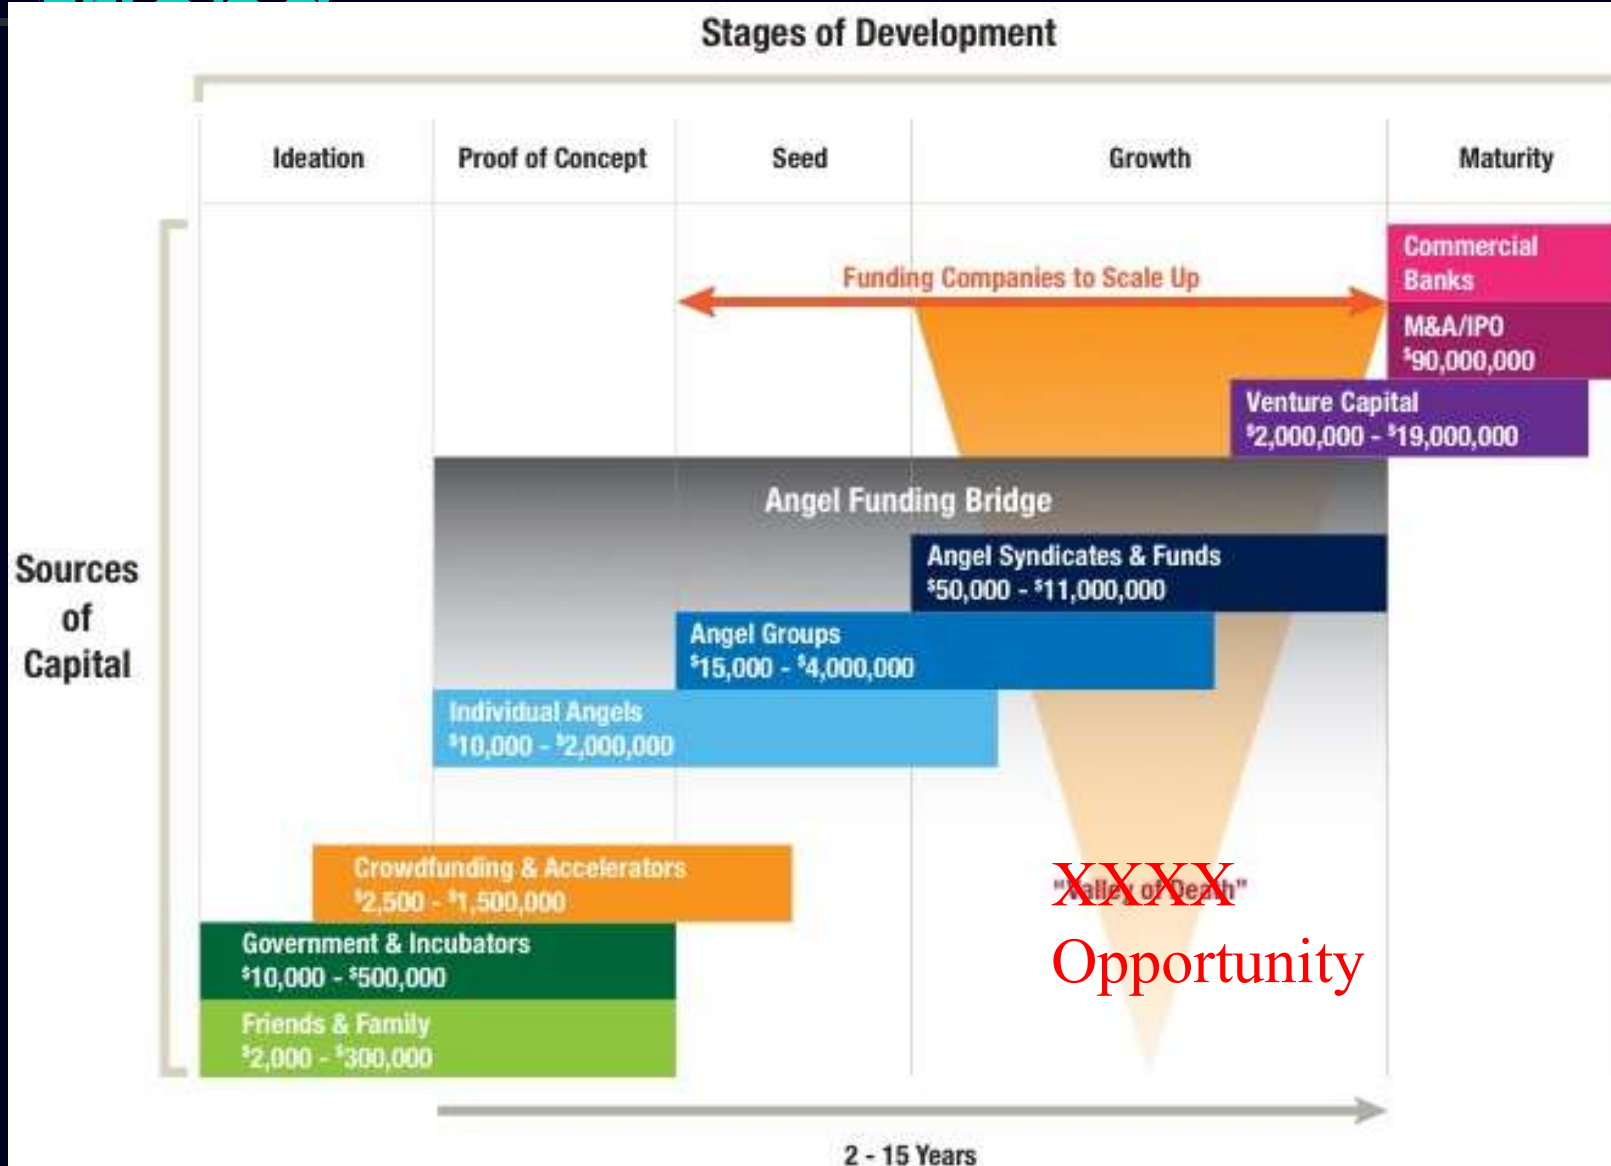 Stages of Development
Ideation
Proof of Concept
Seed
Growth
Maturity
Commercial
Banks
Funding Companies to Scale Up
M&A/IPO
$90,000,000
Venture Capital
$2,000,000 - $19,000,000
Angel Funding Bridge
Angel Syndicates & Funds
$50,000 - $11,000,000
Sources
of
Capital
Angel Groups
$15,000 - $4,000,000
Individual Angels
$10,000 - $2,000,000
Crowdfunding & Accelerators
$2,500 - $1,500,000
"Valley of Death"
XXXX
Opportunity
Government & Incubators
$10,000 - $500,000
Friends & Family
$2,000 - $300,000
2 - 15 Years